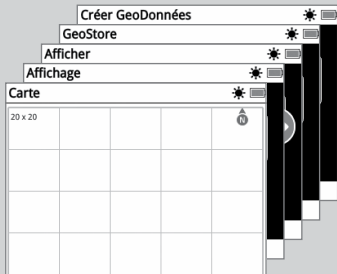 Créer GeoDonnées
GeoStore
Afficher
Affichage
Carte
20 x 20
N